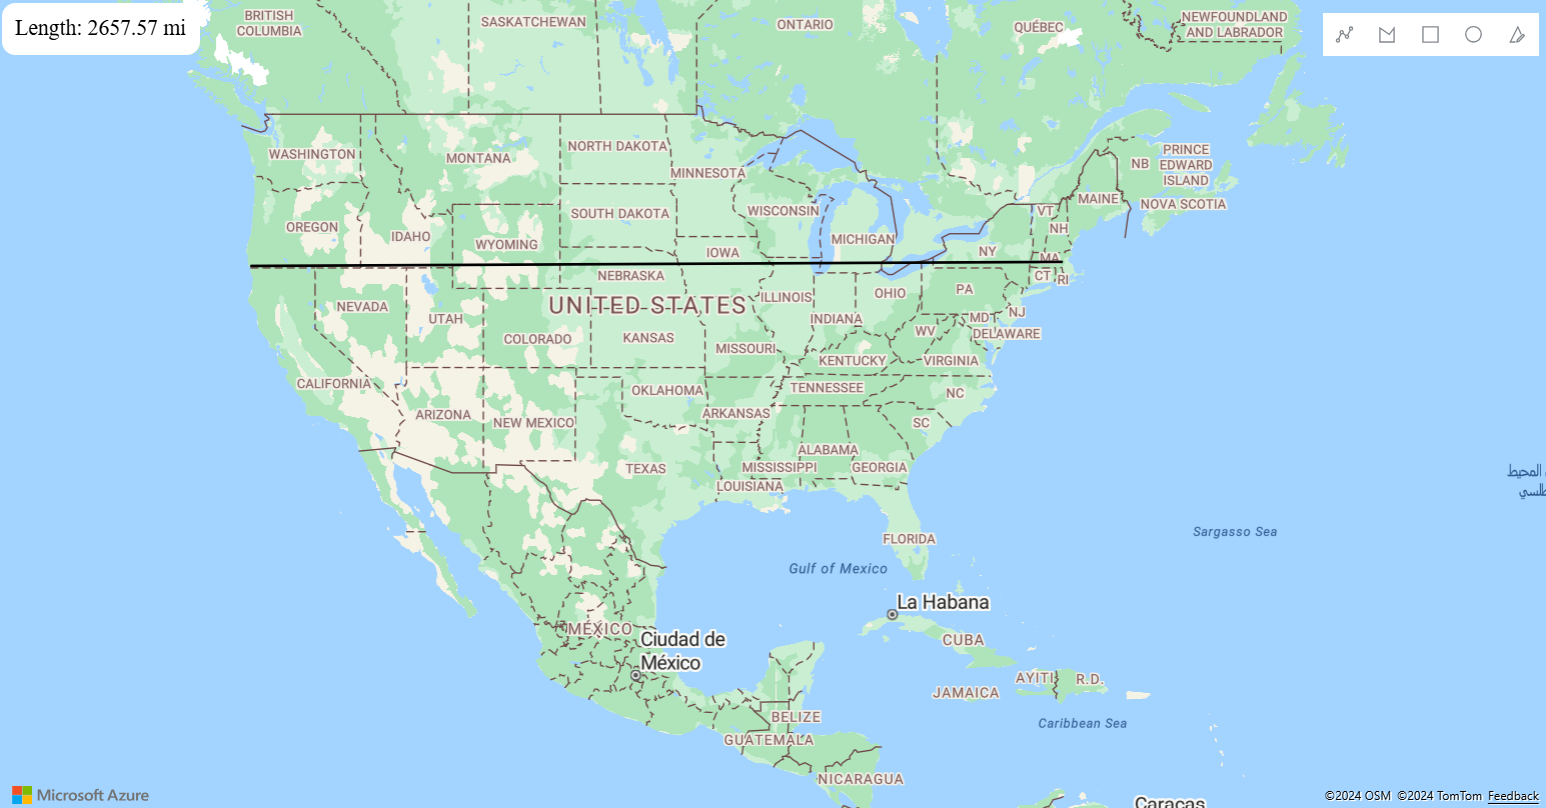 Length: 2657.57 mi
BRITISH
COLUMBIA
SASKATCHEWAN
ONTARIO
QUÉBEC
NEWFOUNDLAND
AND LABRADOR
WASHINGTON
MONTANA
NORTH DAKOTA
MINNESOTA
NB
PRINCE
EDWARD
ISLAND
MAINE
NOVA SCOTIA
OREGON
IDAHO
WYOMING
SOUTH DAKOTA
WISCONSIN
MICHIGAN
VT
NH
NY
MA
IOWA
NEBRASKA
CT
RI
NEVADA
UTAH
UNITED STATES
ILLINOIS
INDIANA
OHIO
PA
NJ
MD
DELAWARE
WV
COLORADO
KANSAS
MISSOURI
KENTUCKY
VIRGINIA
CALIFORNIA
ARIZONA
NEW MEXICO
OKLAHOMA
ARKANSAS
TENNESSEE
NC
SC
ALABAMA
MISSISSIPPI
GEORGIA
TEXAS
LOUISIANA
المحيط
FLORIDA
Sargasso Sea
Gulf of Mexico
La Habana
CUBA
MÉXICO
Ciudad de
México
AYITI
R.D.
JAMAICA
Caribbean Sea
BELIZE
GUATEMALA
NICARAGUA
Caracas
Microsoft Azure
©2024 OSM ©2024 TomTom Feedback